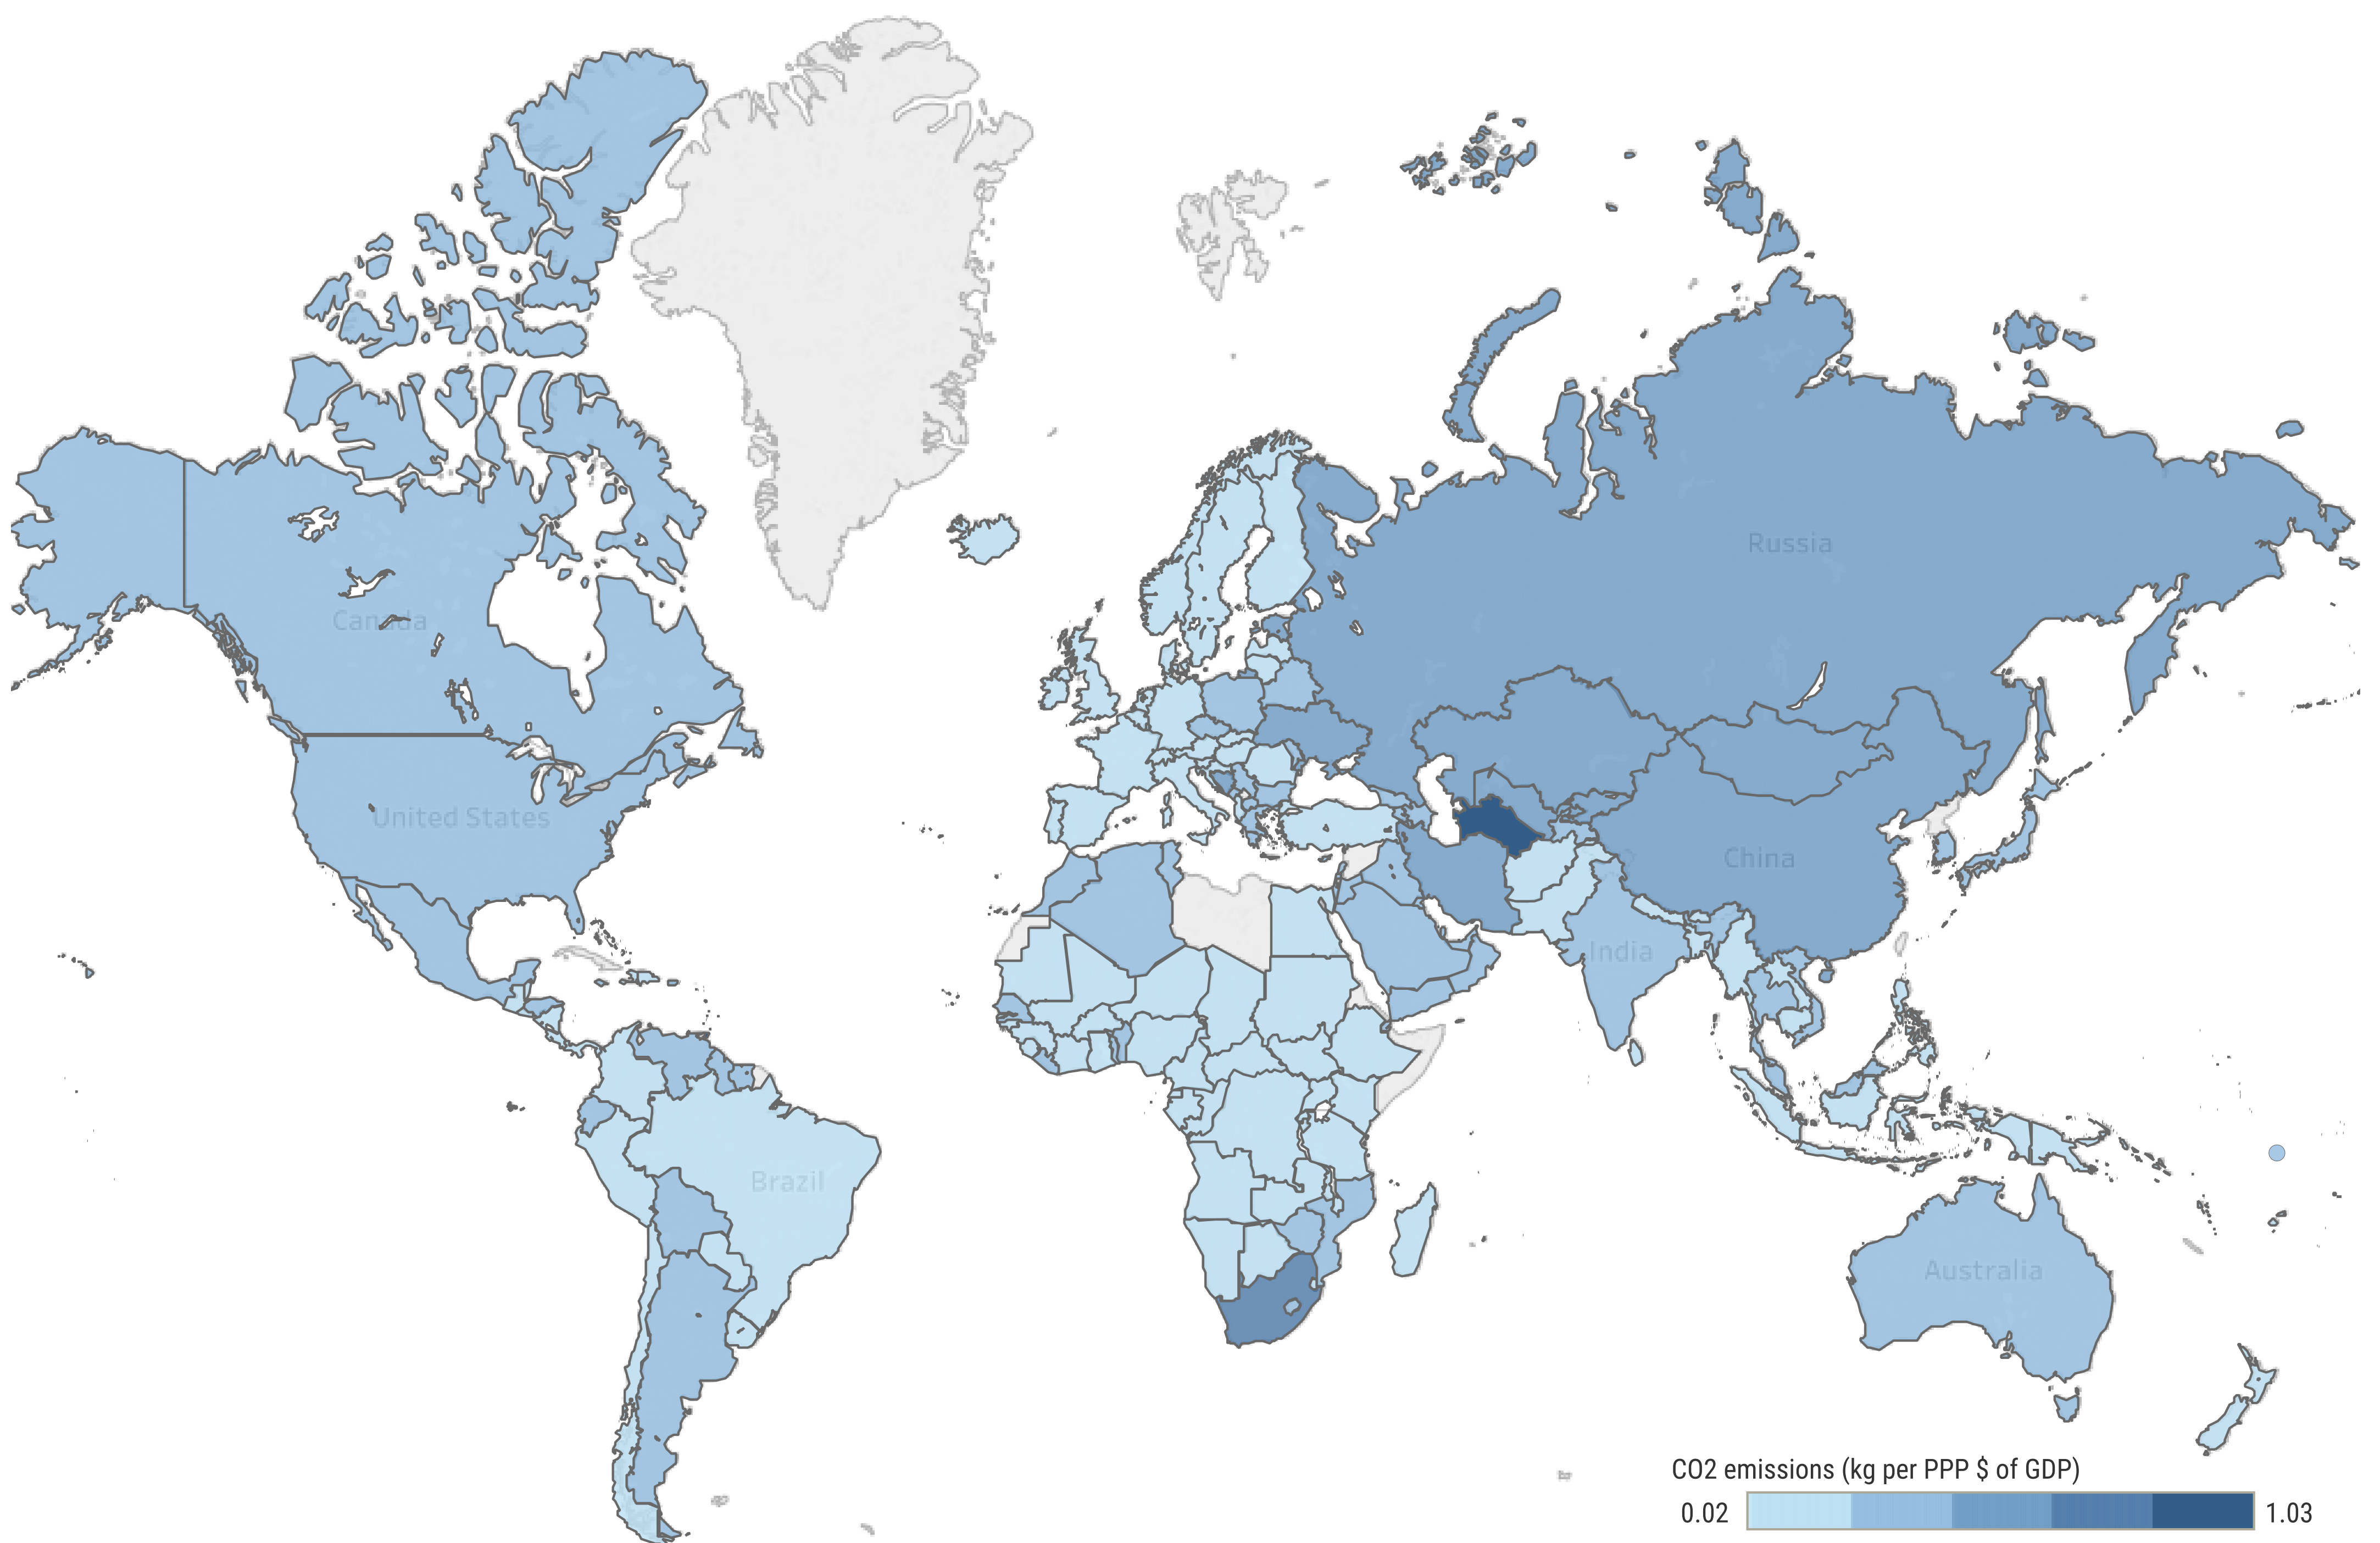 Russia
Canada
United States
China
India
Brazil
Australia
CO2 emissions (kg per PPP $ of GDP)
0.02 1.03